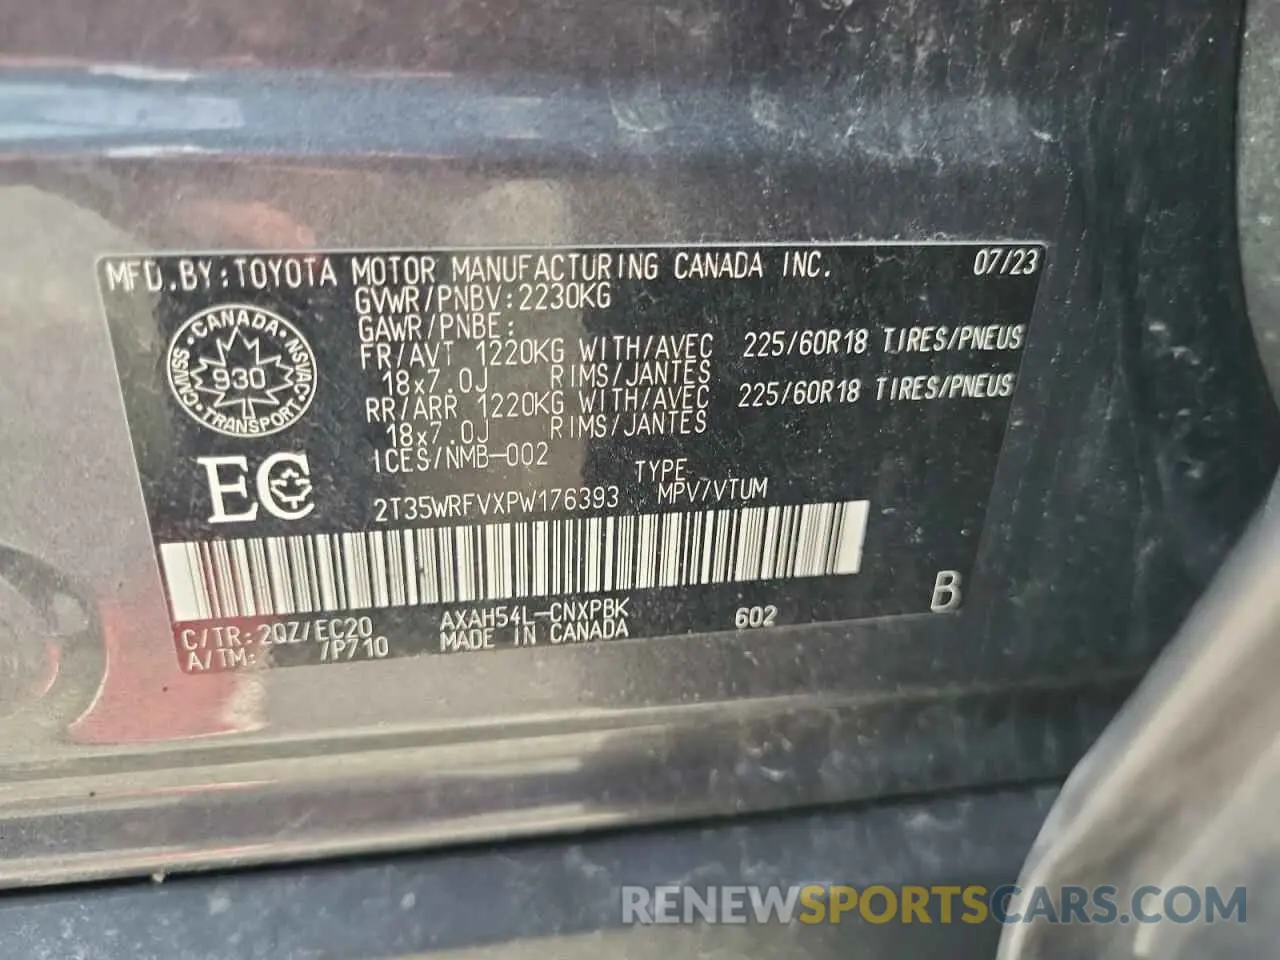 MFD.BY:TOYOTA MOTOR MANUFACTURING CANADA INC. 07/23
GVWR/PNBV:2230KG
GAWR/PNBE:
FR/AVT 1220KG WITH/AVEC 225/60R18 TIRES/PNEUS
18x7.0J RIMS/JANTES
RR/ARR 1220KG WITH/AVEC 225/60R18 TIRES/PNEUS
18x7.0J RIMS/JANTES
ICES/NMB-002
CANADA
CMVSS NSVAC
930
TRANSPORT
EC
TYPE
2T35WRFVXPW176393 MPV/VTUM
B
C/TR:2QZ/EC20 AXAH54L-CNXPBK 602
A/TM: /P710 MADE IN CANADA
RENEWSPORTSCARS.COM